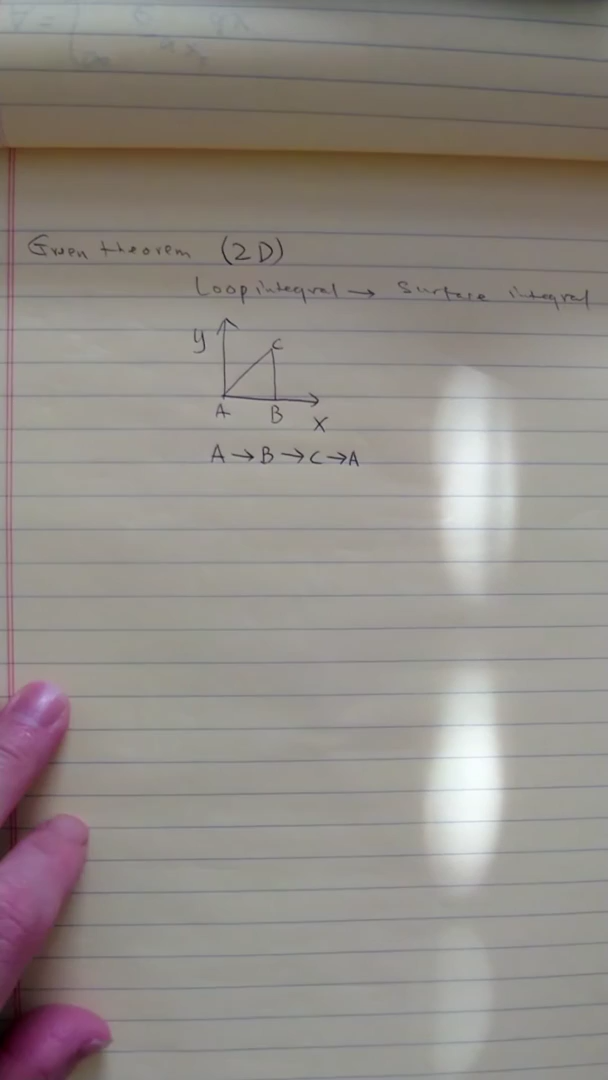 Green theorem (2D)
Loop integral → Surface integral
y
C
A B
x
A → B → C → A